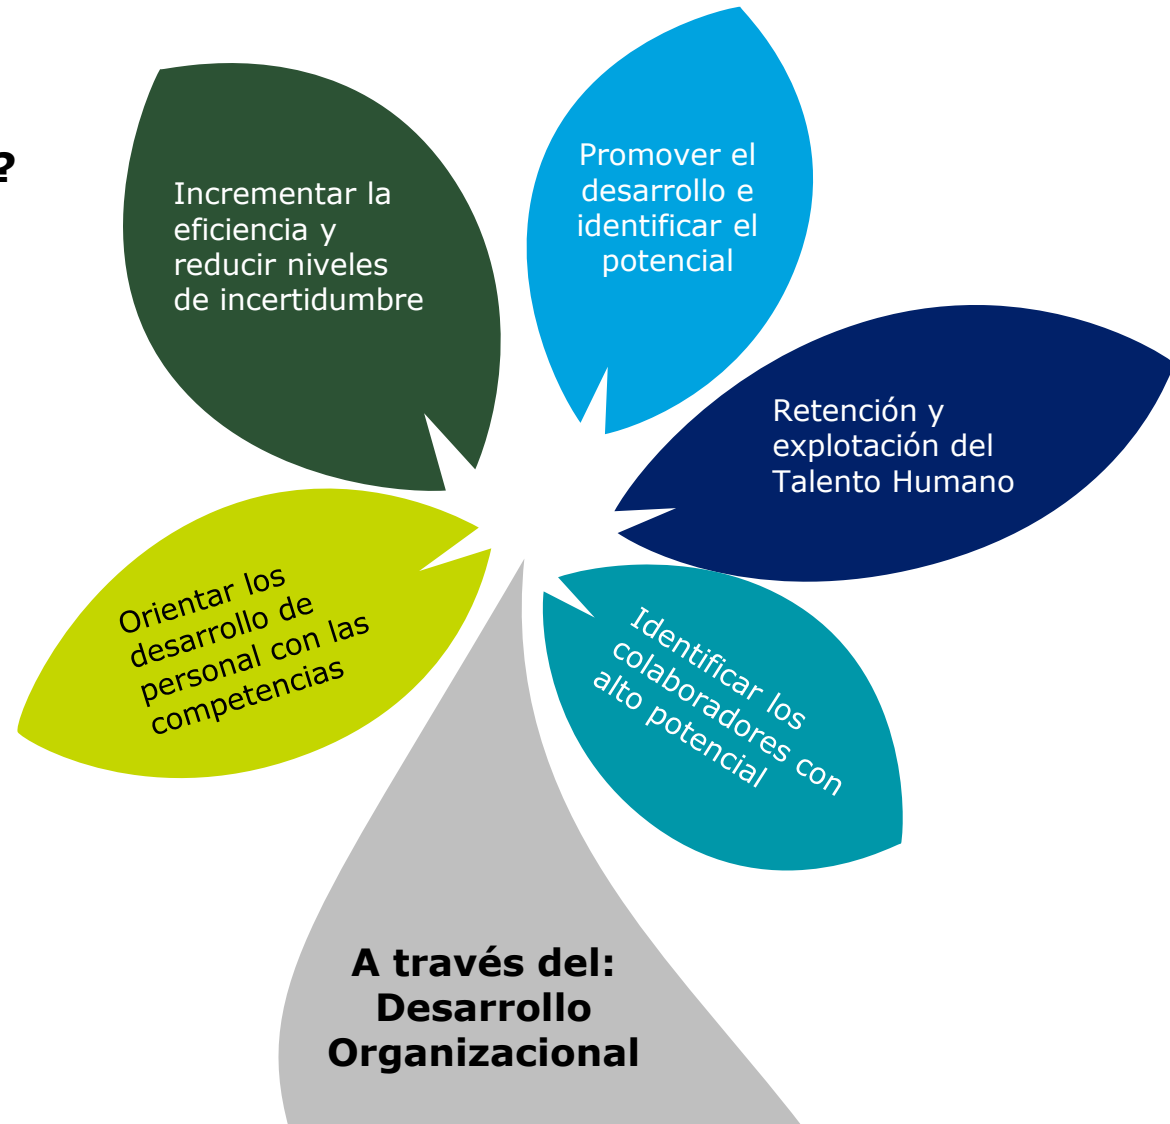 ?
Incrementar la
eficiencia y
reducir niveles
de incertidumbre
Promover el
desarrollo e
identificar el
potencial
Retención y
explotación del
Talento Humano
Orientar los
desarrollo de
personal con las
competencias
Identificar los
colaboradores con
alto potencial
A través del:
Desarrollo
Organizacional